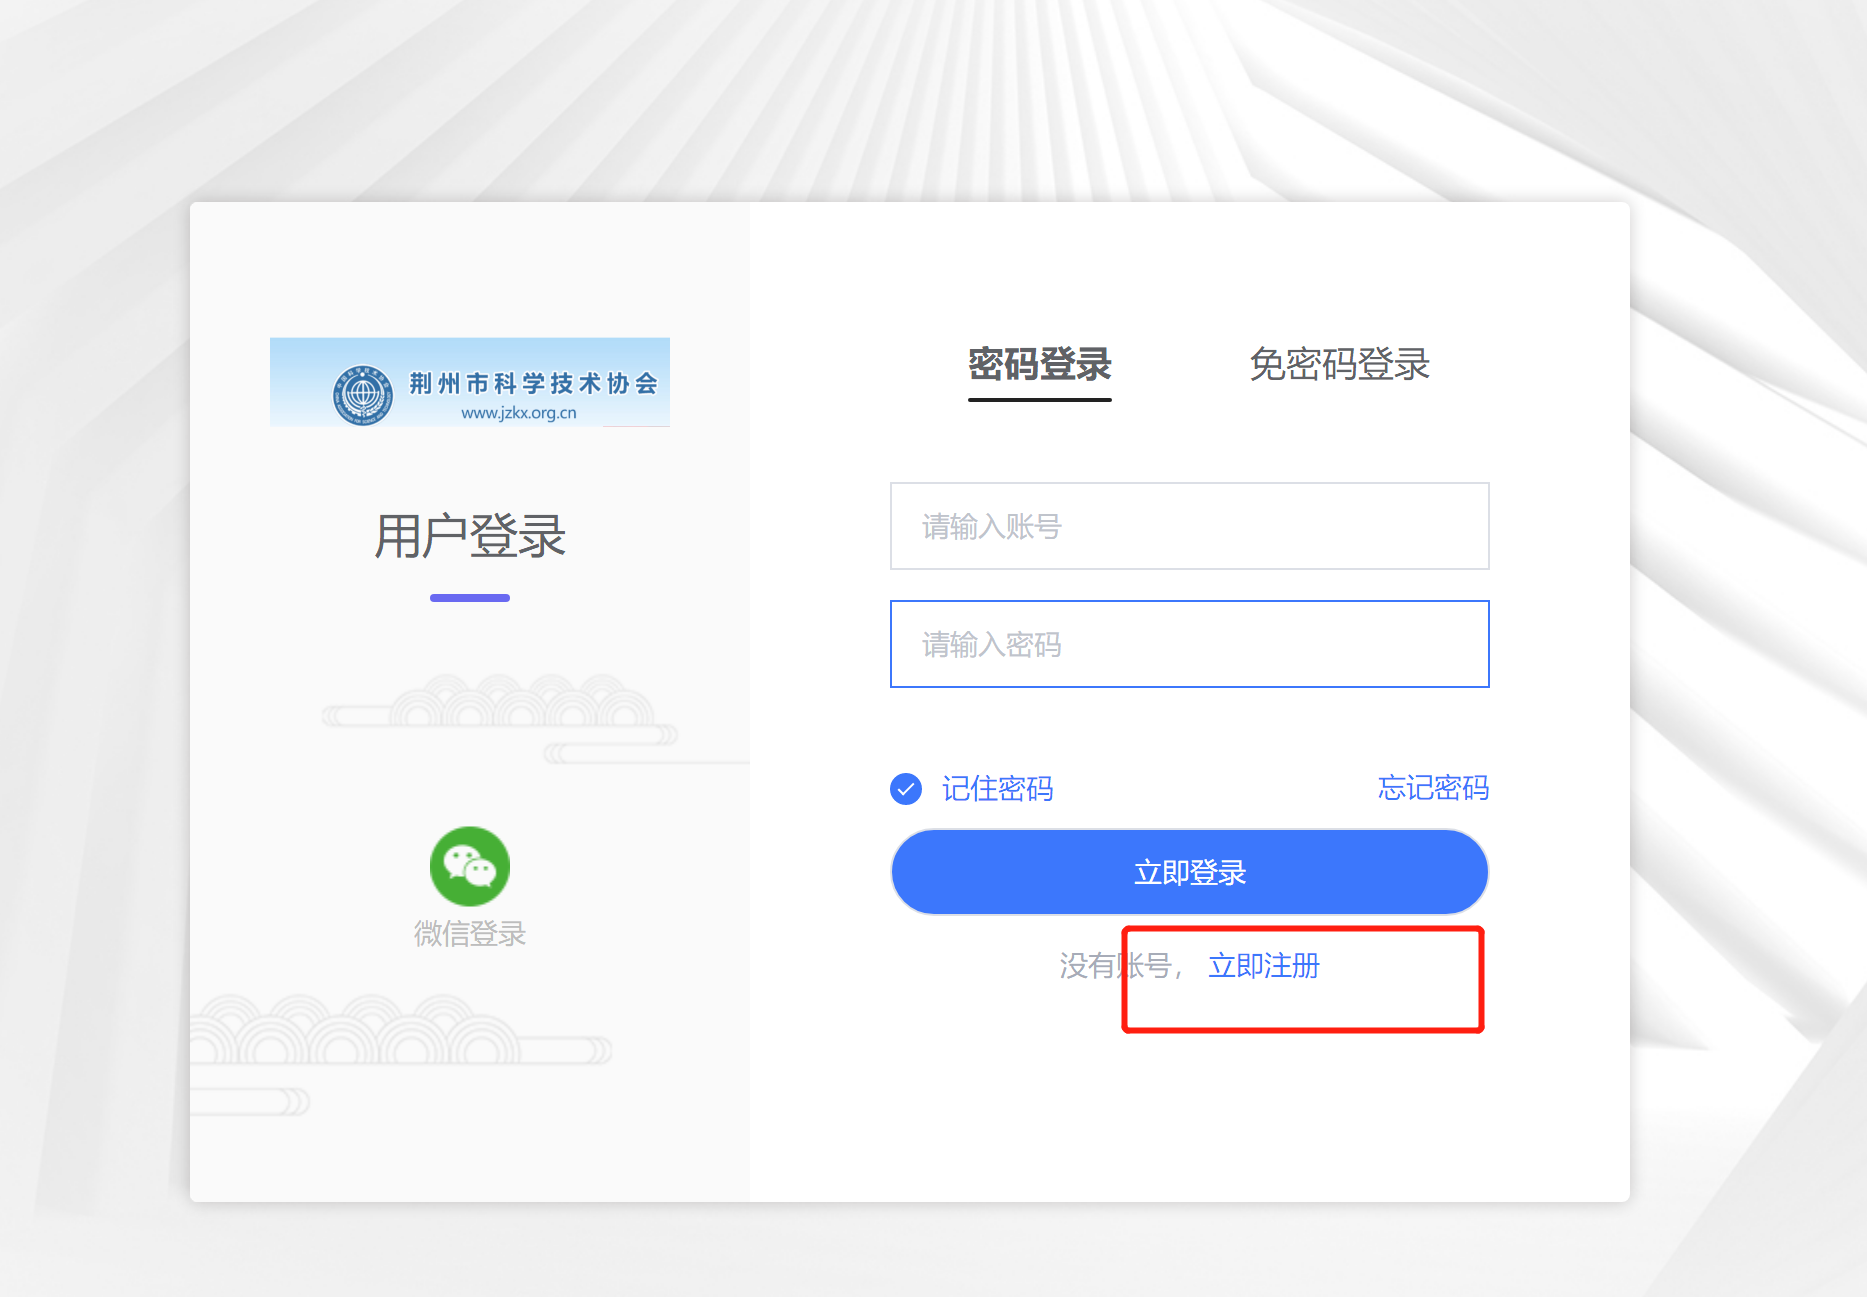 荆州市科学技术协会
www.jzkx.org.cn
用户登录
微信登录
密码登录 免密码登录
请输入账号
请输入密码
记住密码 忘记密码
立即登录
没有账号， 立即注册